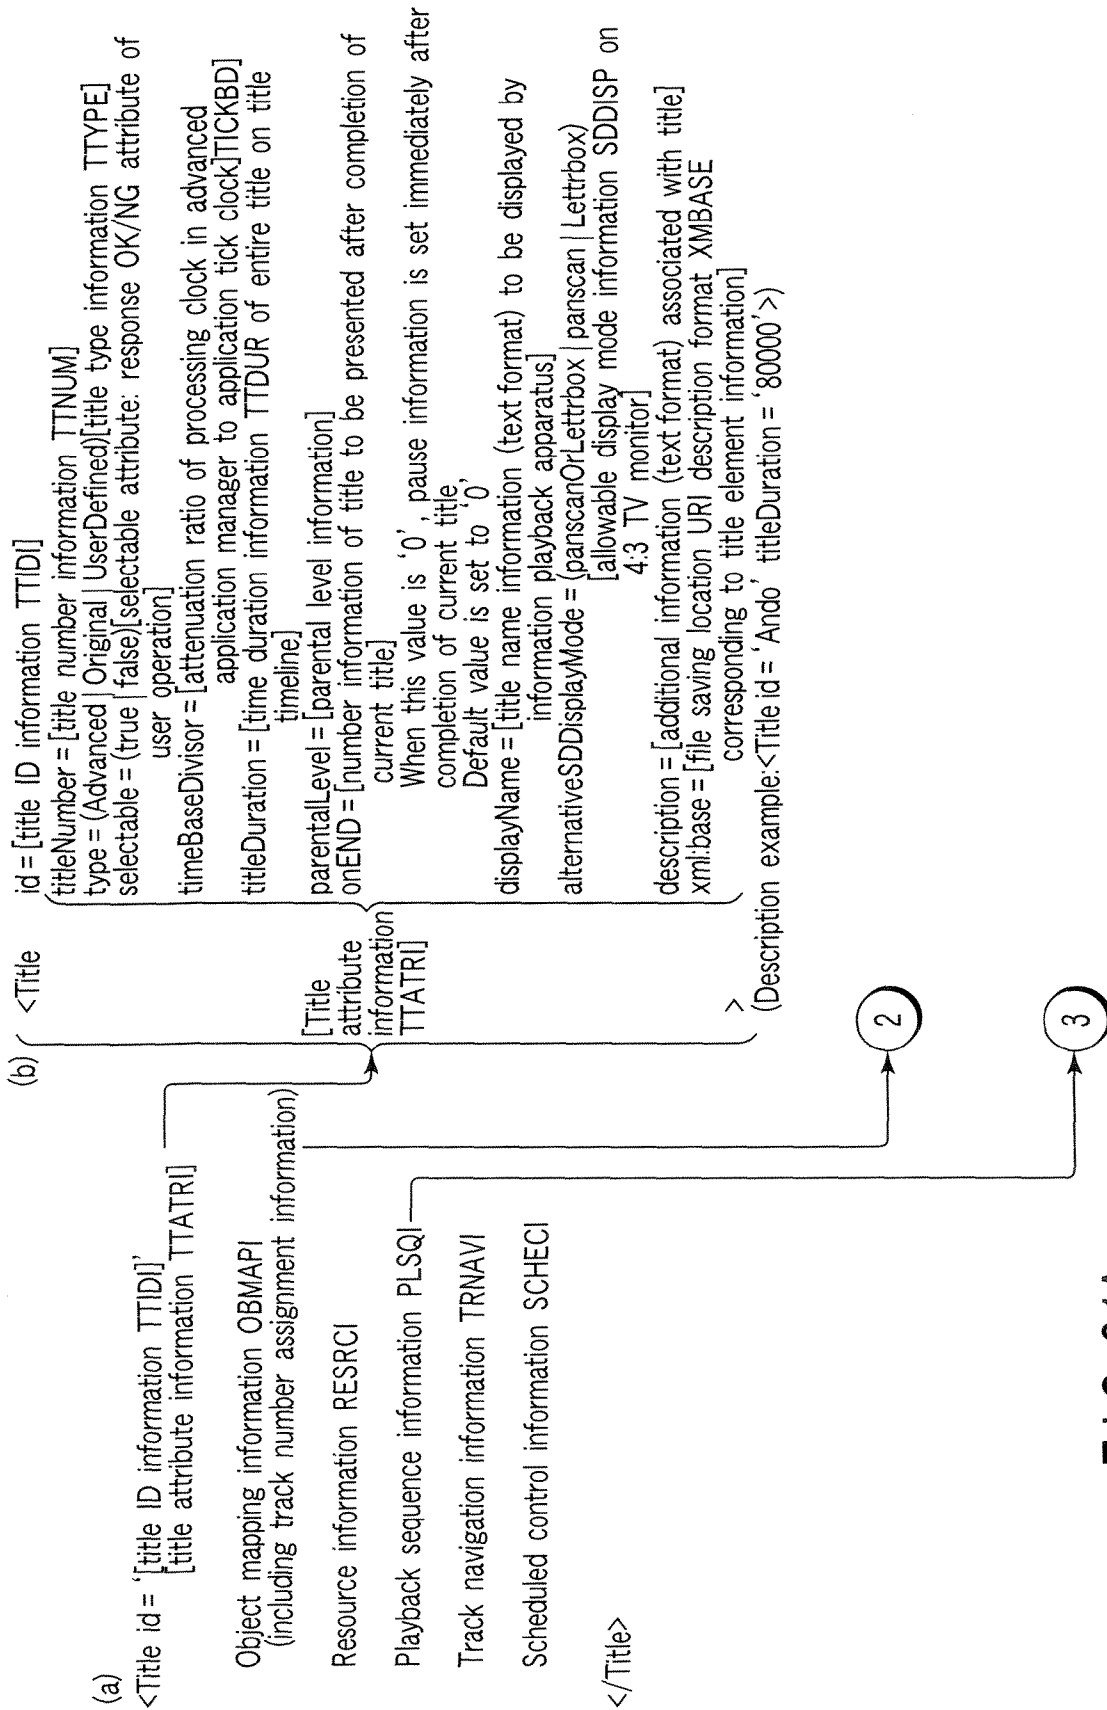 (a)
<Title id = ‘[title ID information TTIDI]’
[title attribute information TTATRI]
Object mapping information OBMAPI
(including track number assignment information)
Resource information RESRCI
Playback sequence information PLSQI
Track navigation information TRNAVI
Scheduled control information SCHECI
</Title>
(b)
<Title
id = [title ID information TTIDI]
[Title
attribute
information
TTATRI]
titleNumber = [title number information TTNUM]
type = (Advanced | Original | UserDefined)[title type information TTYPE]
selectable = (true | false)[selectable attribute: response OK/NG attribute of
user operation]
timeBaseDivisor = [attenuation ratio of processing clock in advanced
application manager to application tick clock]TICKBD]
titleDuration = [time duration information TTDUR of entire title on title
timeline]
parentalLevel = [parental level information]
onEND = [number information of title to be presented after completion of
current title]
When this value is ‘0’, pause information is set immediately after
completion of current title
Default value is set to ‘0’
displayName = [title name information (text format) to be displayed by
information playback apparatus]
alternativeSDDisplayMode = (panscanOrLettrbox | panscan | Lettrbox)
[allowable display mode information SDDISP on
4:3 TV monitor]
description = [additional information (text format) associated with title]
xml:base = [file saving location URI description format XMBASE
corresponding to title element information]
>
(Description example:<Title id = ‘Ando’ titleDuration = ‘80000’>)
2
3